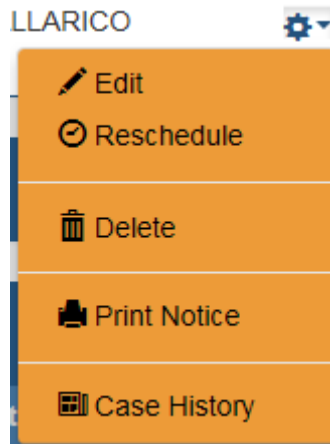 LLARICO
Edit
Reschedule
Delete
Print Notice
Case History